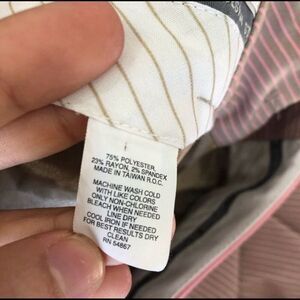 75% POLYESTER,
23% RAYON, 2% SPANDEX
MADE IN TAIWAN R.O.C.
MACHINE WASH COLD
WITH LIKE COLORS
ONLY NON-CHLORINE
BLEACH WHEN NEEDED
LINE DRY
COOL IRON IF NEEDED
FOR BEST RESULTS DRY
CLEAN
RN 54867